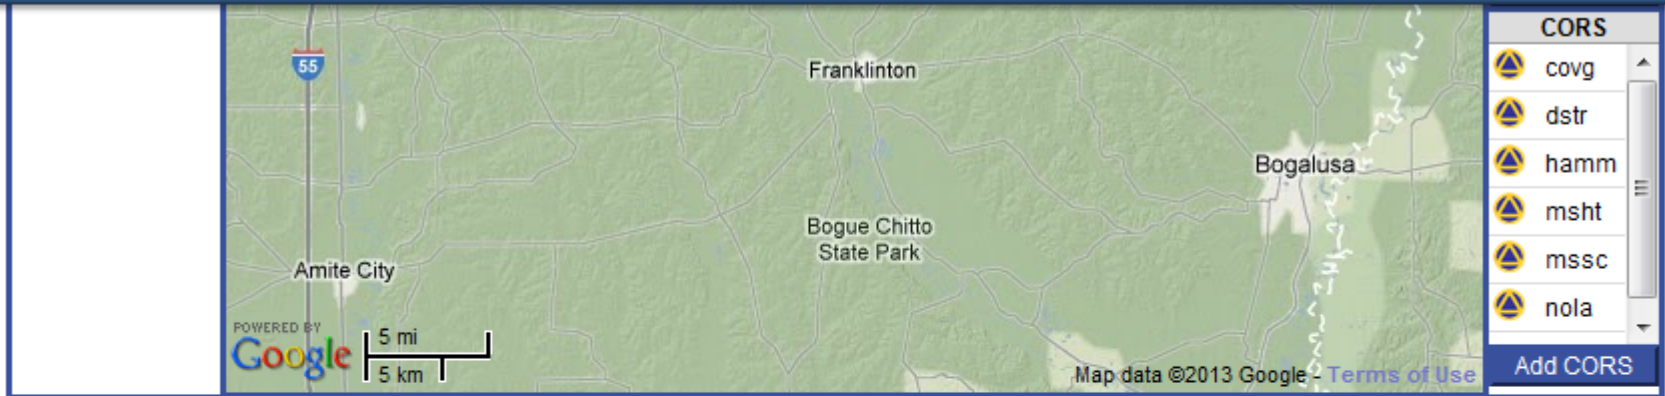 CORS
55
Franklinton
covg
dstr
Bogalusa
hamm
msht
Bogue Chitto
State Park
mssc
Amite City
nola
POWERED BY
Google
5 mi
5 km
Map data ©2013 Google - Terms of Use
Add CORS